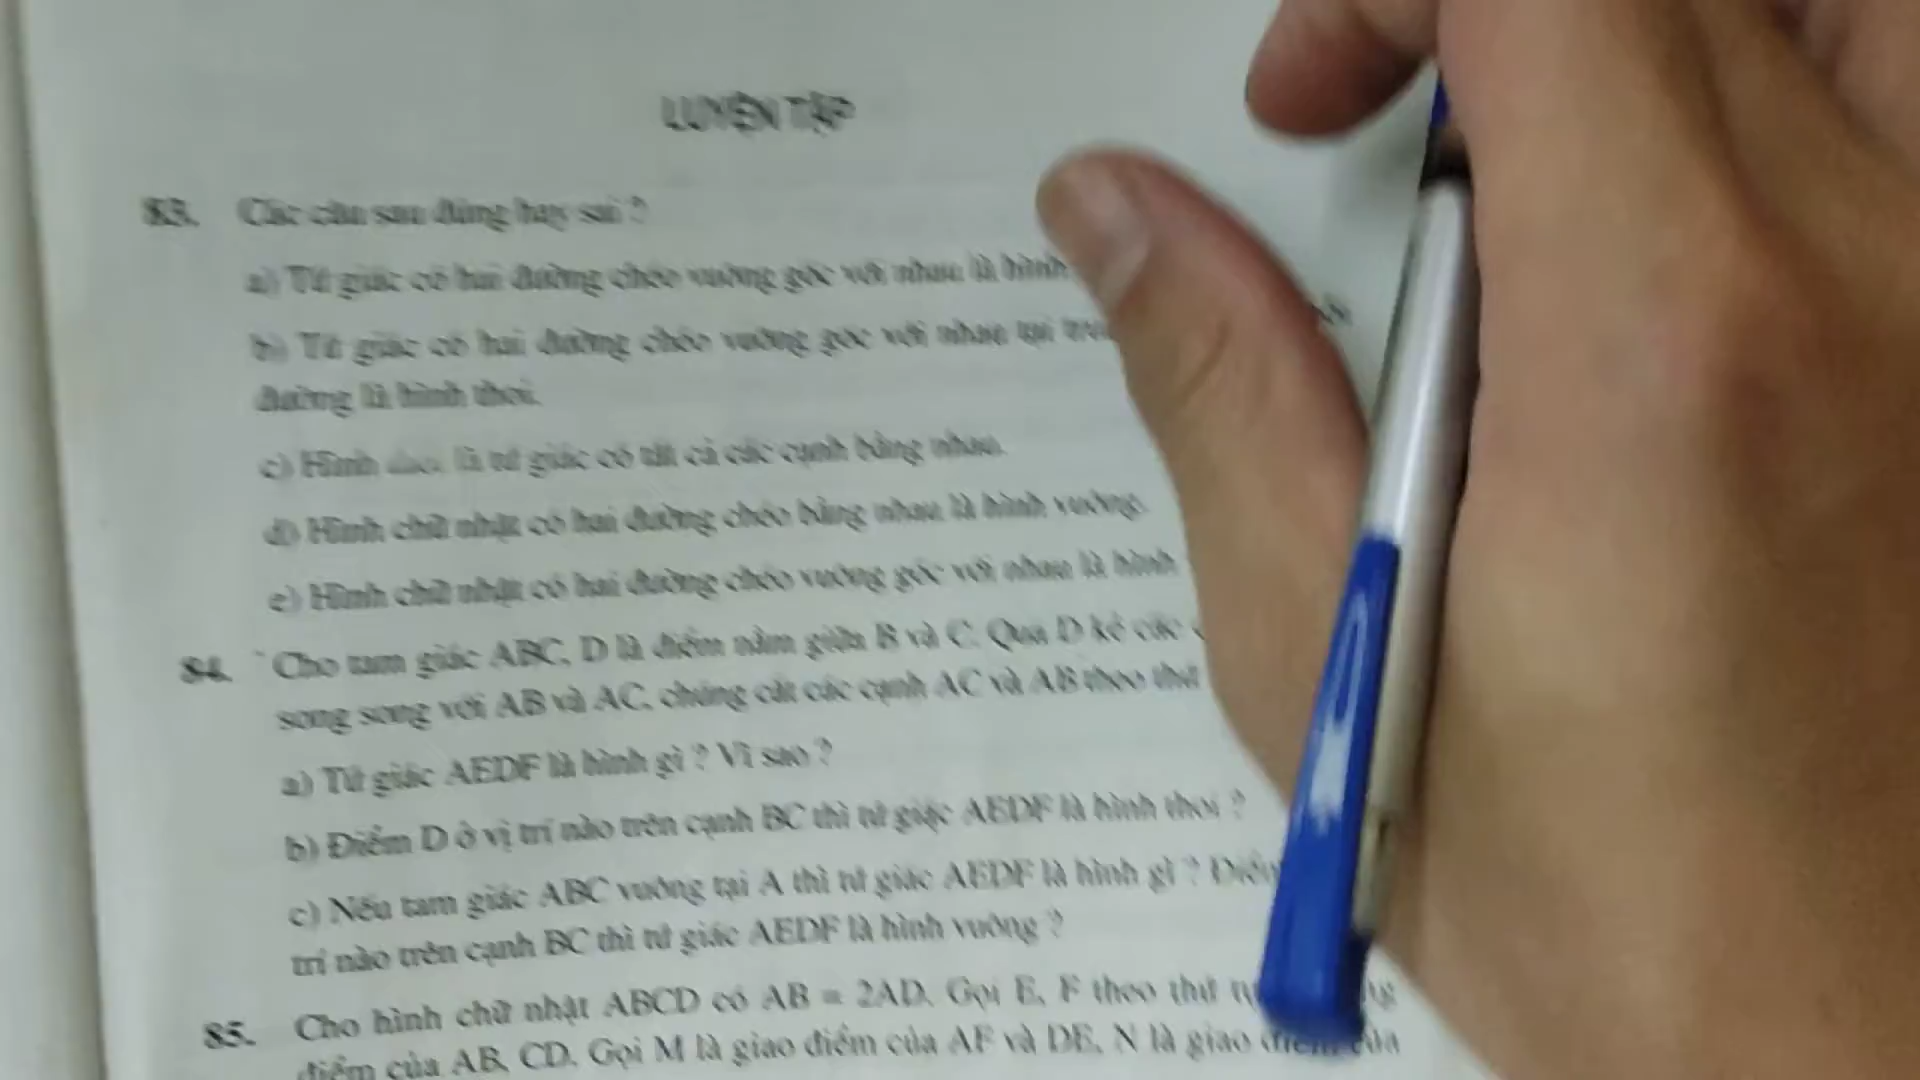 LUYỆN TẬP
83. Các câu sau đúng hay sai ?
a) Tứ giác có hai đường chéo vuông góc với nhau là hình
b) Tứ giác có hai đường chéo vuông góc với nhau tại
đường là hình thoi.
c) Hình thoi là tứ giác có tất cả các cạnh bằng nhau.
d) Hình chữ nhật có hai đường chéo bằng nhau là hình vuông.
e) Hình chữ nhật có hai đường chéo vuông góc với nhau là hình
84. Cho tam giác ABC, D là điểm nằm giữa B và C. Qua D kẻ các
song song với AB và AC, chúng cắt các cạnh AC và AB theo thứ
a) Tứ giác AEDF là hình gì ? Vì sao ?
b) Điểm D ở vị trí nào trên cạnh BC thì tứ giác AEDF là hình thoi ?
c) Nếu tam giác ABC vuông tại A thì tứ giác AEDF là hình gì ?
trí nào trên cạnh BC thì tứ giác AEDF là hình vuông ?
85. Cho hình chữ nhật ABCD có AB = 2AD. Gọi E, F theo thứ
điểm của AB, CD. Gọi M là giao điểm của AF và DE, N là giao điểm của